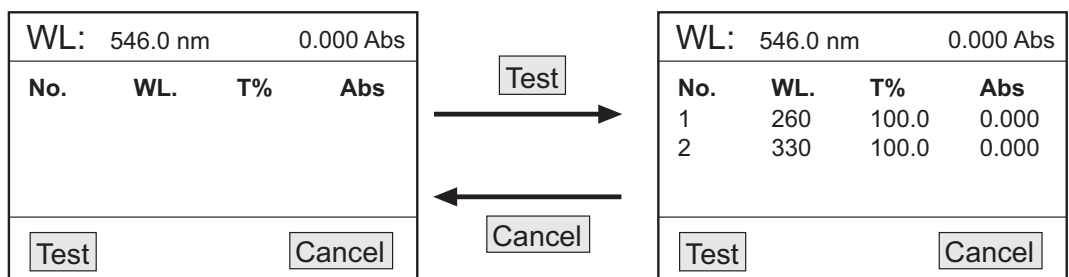 WL: 546.0 nm 0.000 Abs
No. WL. T% Abs
Test Cancel
Test
Cancel
WL: 546.0 nm 0.000 Abs
No. WL. T% Abs
1 260 100.0 0.000
2 330 100.0 0.000
Test Cancel